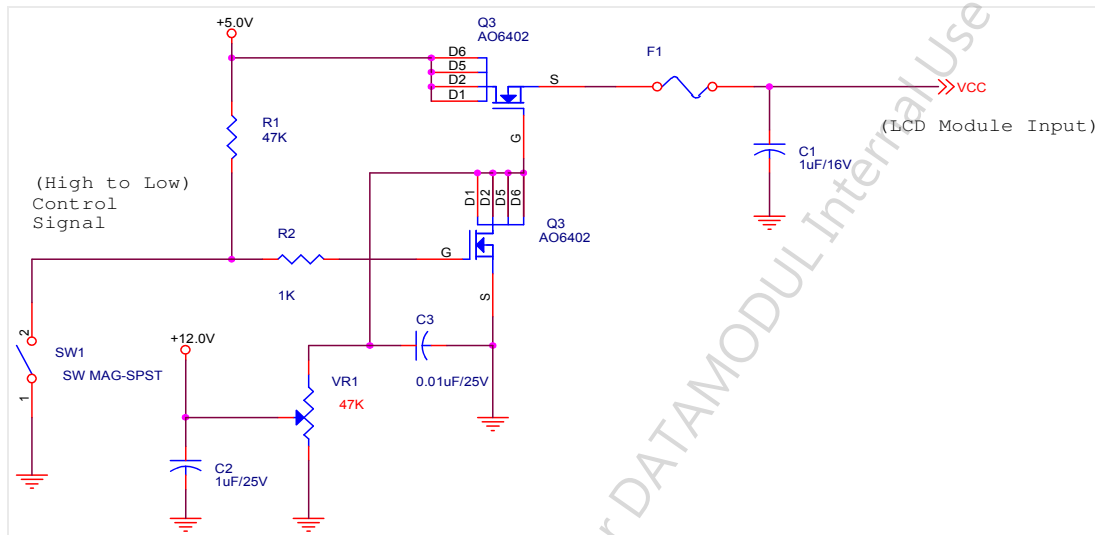 +5.0V
Q3
AO6402
D6
D5
D2
D1
S
G
F1
VCC
(LCD Module Input)
C1
1uF/16V
R1
47K
(High to Low)
Control
Signal
D1
D2
D5
D6
Q3
AO6402
R2
1K
G
S
C3
0.01uF/25V
+12.0V
2
1
SW1
SW MAG-SPST
VR1
47K
C2
1uF/25V
r DATAMODUL Internal Use